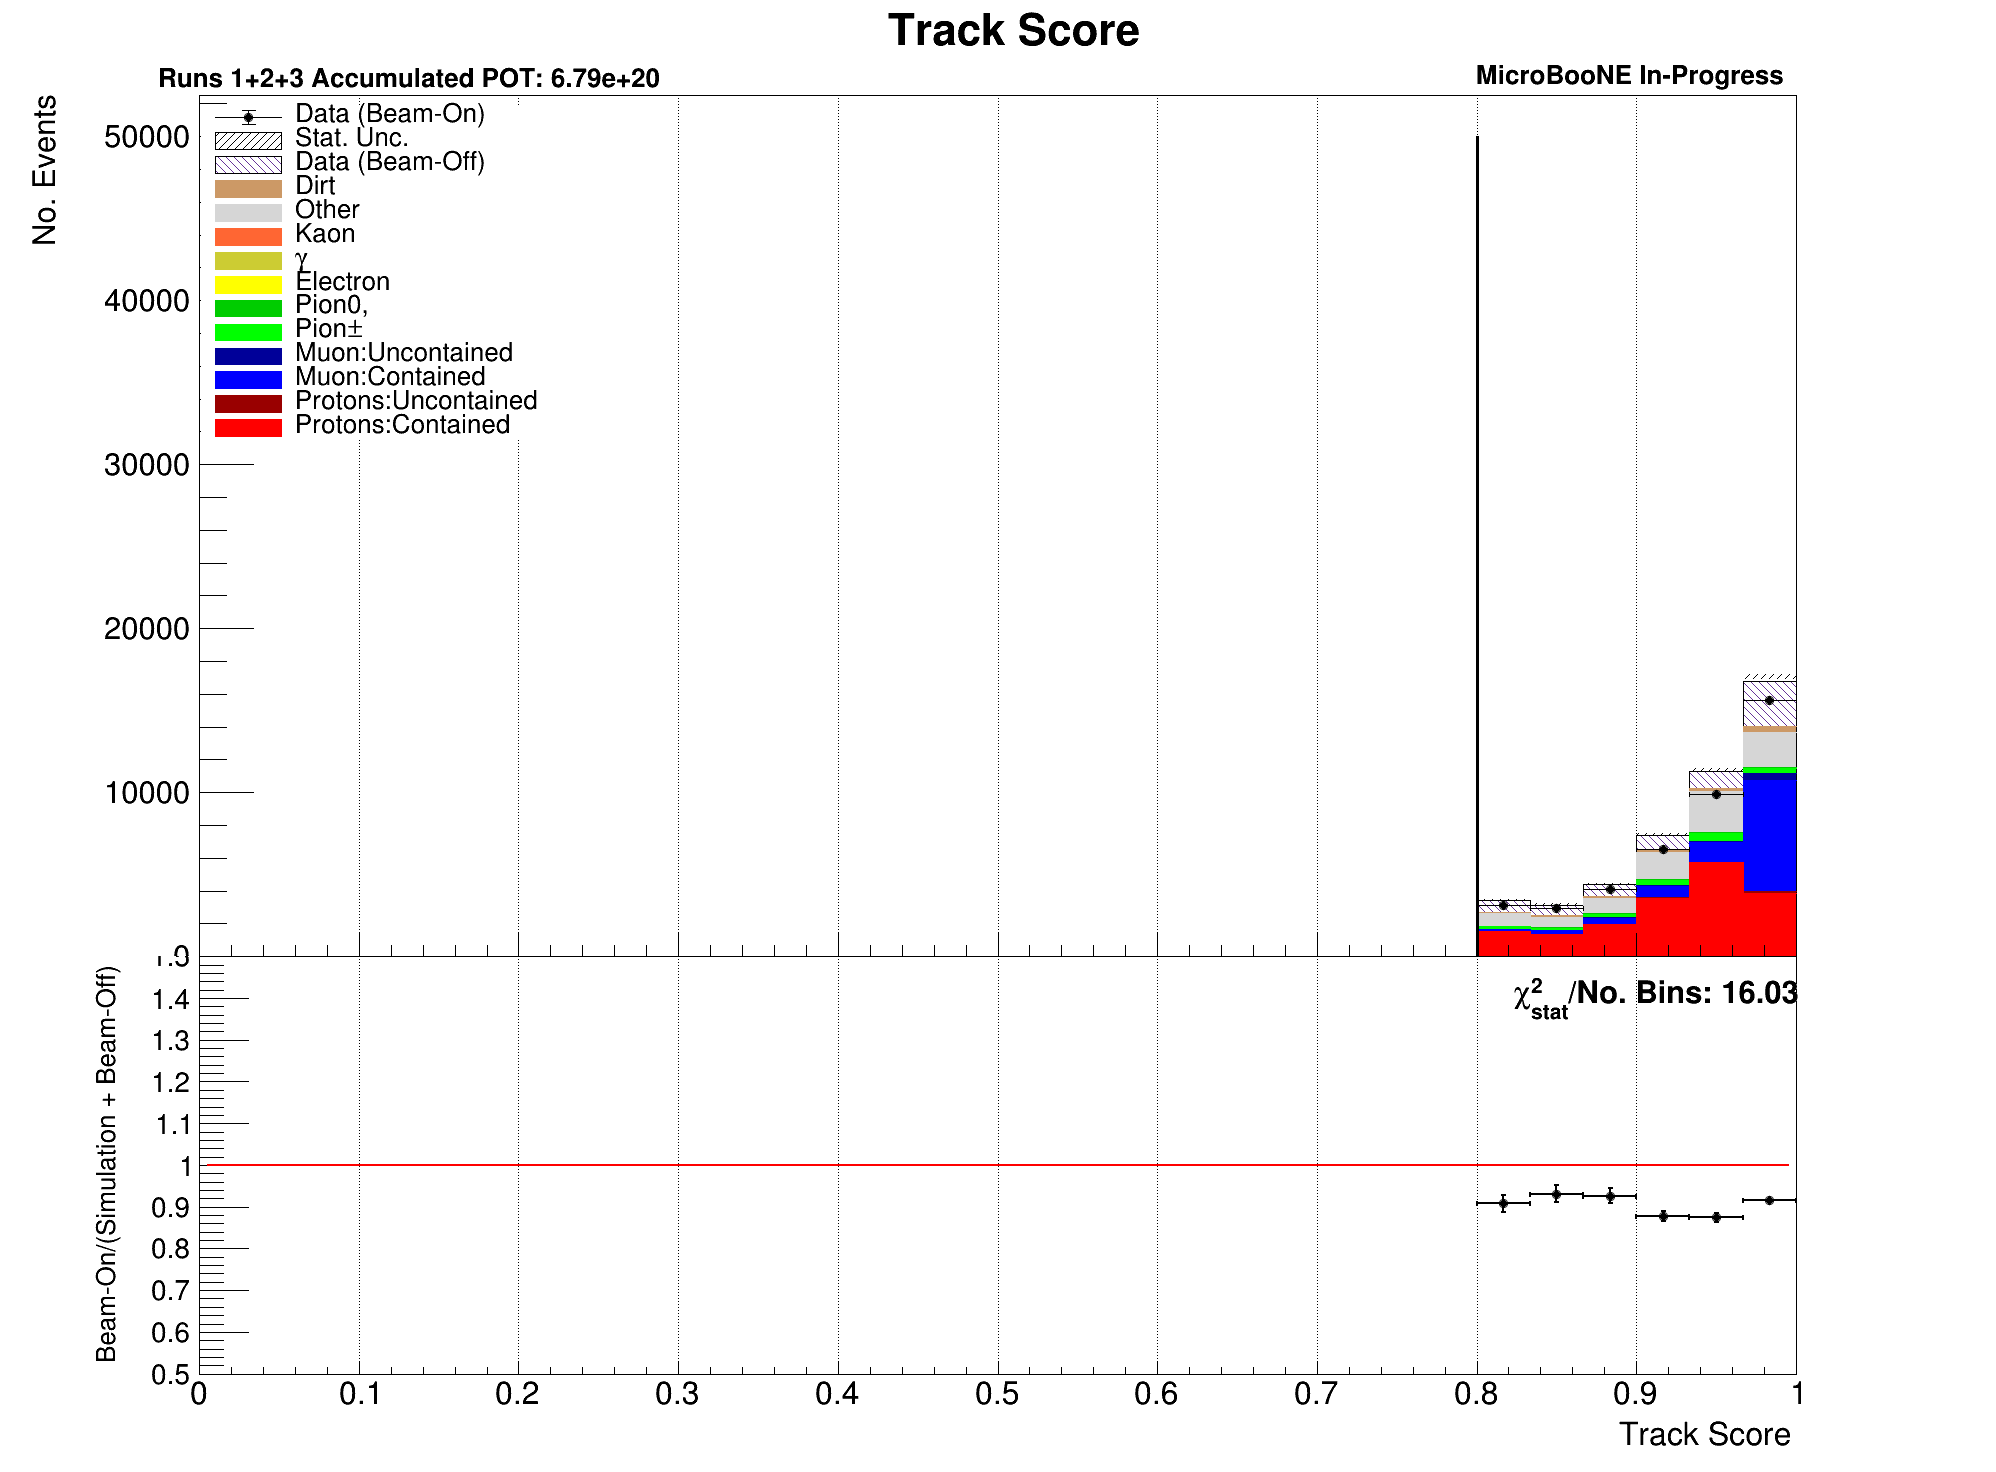 Track Score
Runs 1+2+3 Accumulated POT: 6.79e+20
MicroBooNE In-Progress
No. Events
50000
40000
30000
20000
10000
0
Data (Beam-On)
Stat. Unc.
Data (Beam-Off)
Dirt
Other
Kaon
γ
Electron
Pion0,
Pion±
Muon:Uncontained
Muon:Contained
Protons:Uncontained
Protons:Contained
Beam-On/(Simulation + Beam-Off)
χ²stat/No. Bins: 16.03
1.5
1.4
1.3
1.2
1.1
1
0.9
0.8
0.7
0.6
0.5
0 0.1 0.2 0.3 0.4 0.5 0.6 0.7 0.8 0.9 1
Track Score